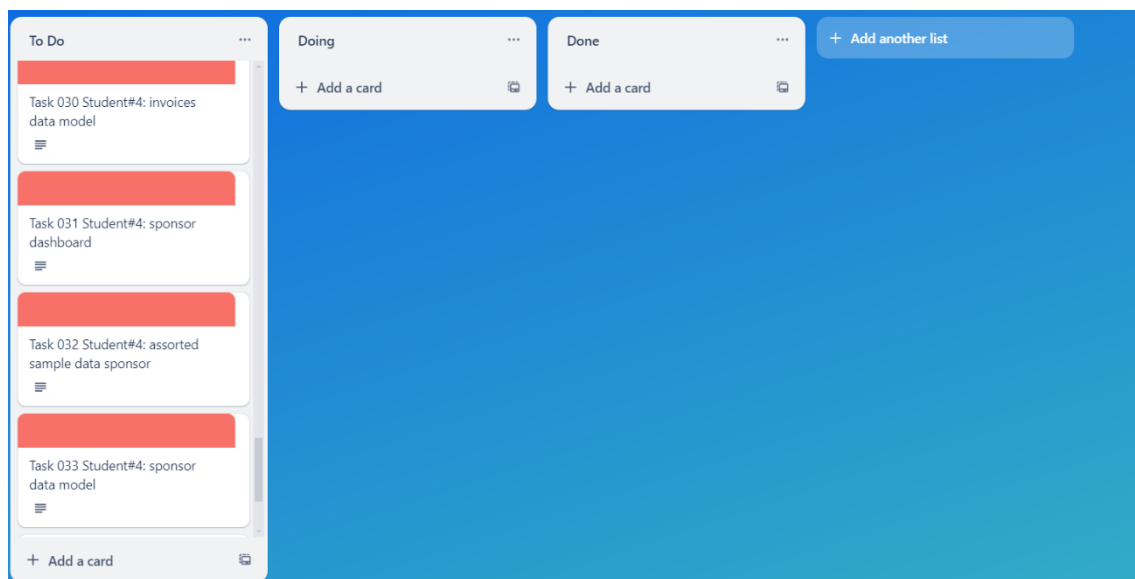 To Do
Task 030 Student#4: invoices
data model
Task 031 Student#4: sponsor
dashboard
Task 032 Student#4: assorted
sample data sponsor
Task 033 Student#4: sponsor
data model
+ Add a card
Doing
+ Add a card
Done
+ Add a card
+ Add another list